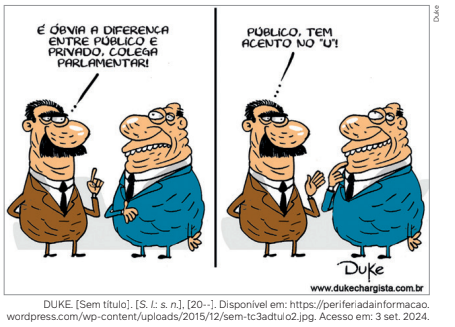 É ÓBVIA A DIFERENÇA
ENTRE PÚBLICO E
PRIVADO, COLEGA
PARLAMENTAR!
PÚBLICO, TEM
ACENTO NO "U"!
Duke
DUKE
www.dukechargista.com.br
DUKE. [Sem título]. [S. l.: s. n.], [20--]. Disponível em: https://periferiadainformacao.
wordpress.com/wp-content/uploads/2015/12/sem-tc3adtulo2.jpg. Acesso em: 3 set. 2024.